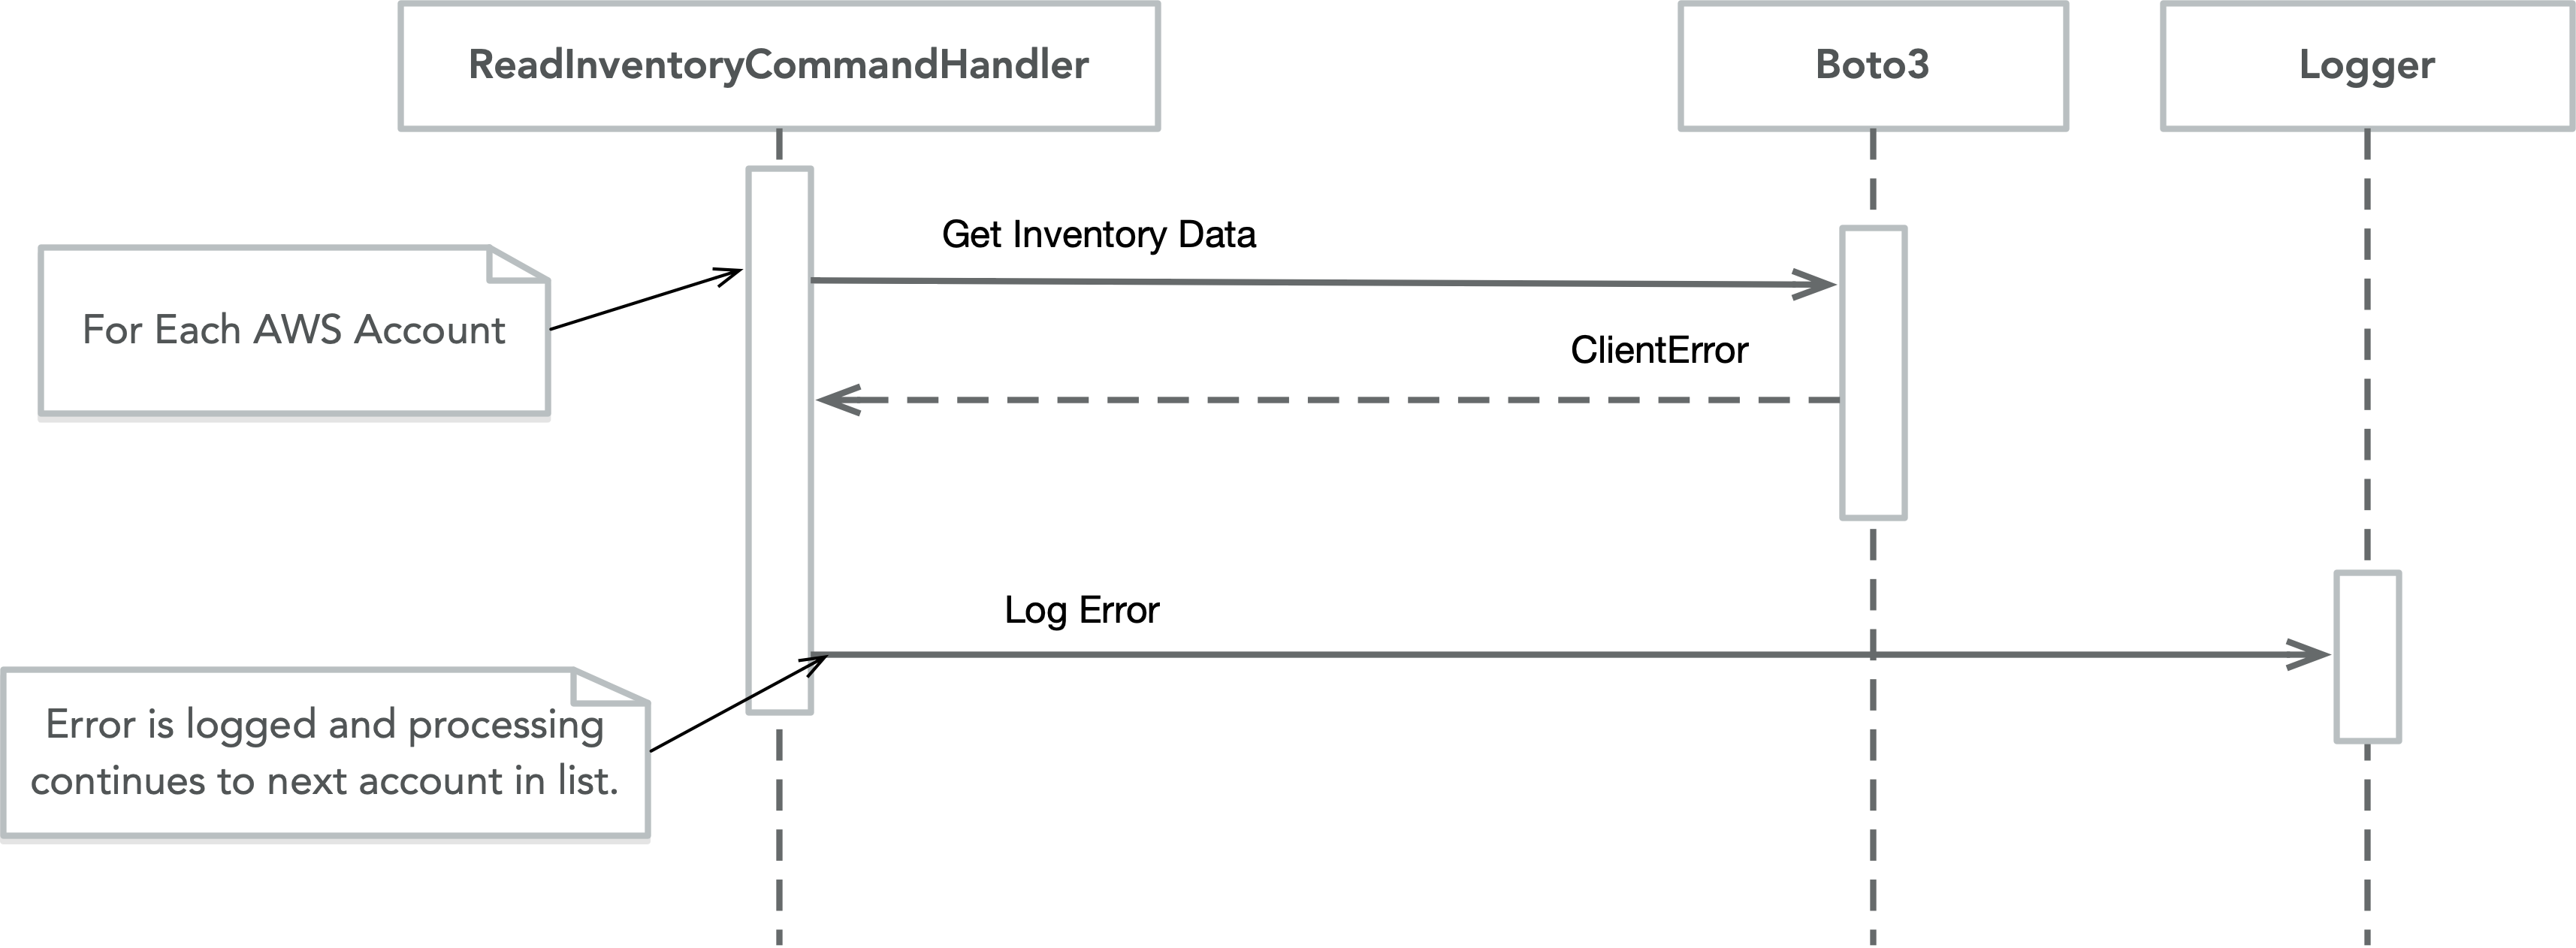 ReadInventoryCommandHandler
Boto3
Logger
Get Inventory Data
For Each AWS Account
ClientError
Log Error
Error is logged and processing
continues to next account in list.